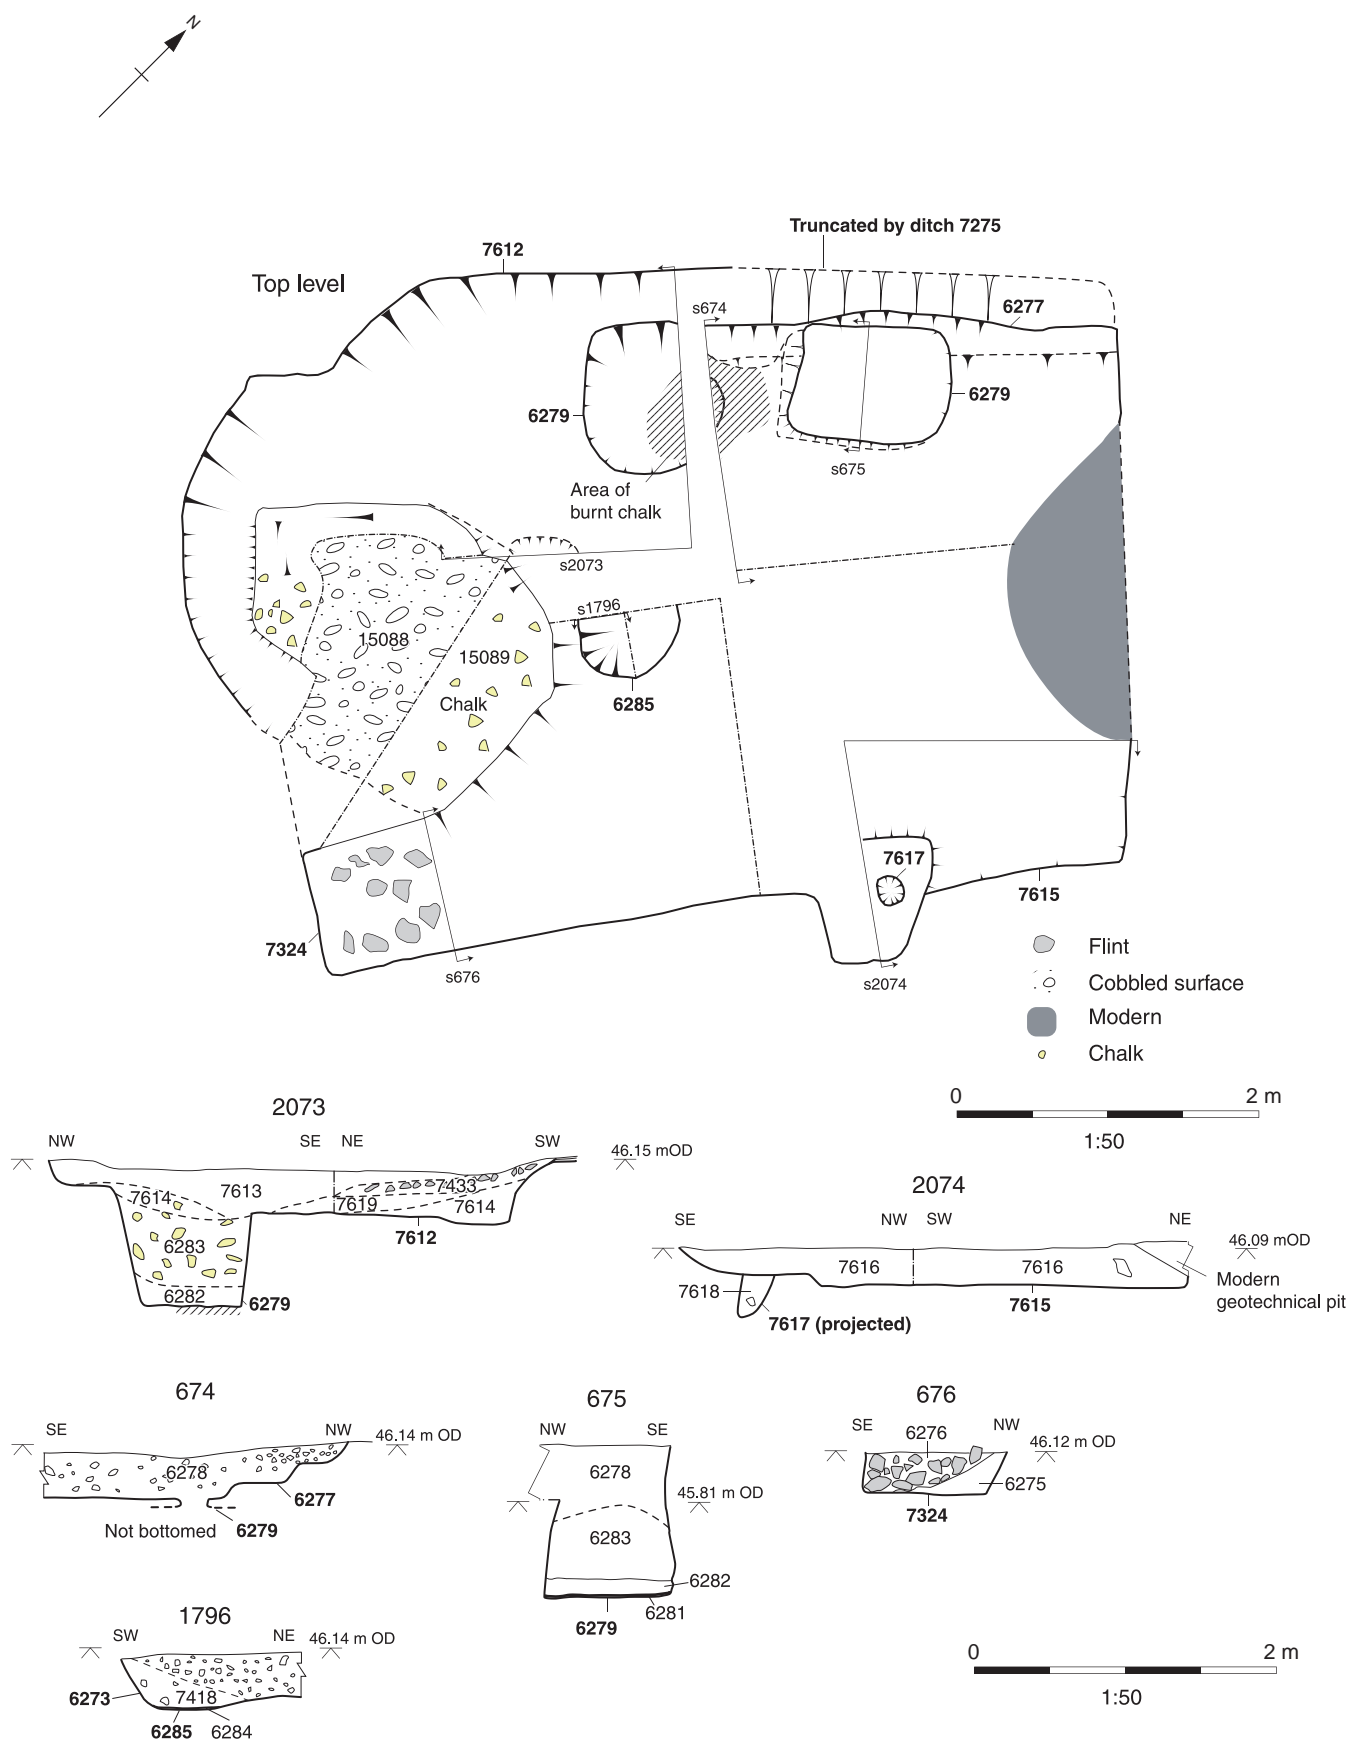 N
Truncated by ditch 7275
7612
Top level
s674
6277
6279
6279
s675
Area of
burnt chalk
s2073
s1796
15088
15089
Chalk
6285
7617
7615
7324
s676
s2074
Flint
Cobbled surface
Modern
Chalk
0 2 m
1:50
2073
NW SE NE SW
46.15 mOD
7614 7613 7619 7433 7614
7612
6283
6282
6279
2074
SE NW SW NE
46.09 mOD
7616 7616
7618
7615
Modern
geotechnical pit
7617 (projected)
674
SE NW
46.14 m OD
6278
6277
Not bottomed 6279
675
NW SE
6278
45.81 m OD
6283
6282
6281
6279
676
SE 6276 NW
46.12 m OD
6275
7324
1796
SW NE
46.14 m OD
6273
7418
6285 6284
0 2 m
1:50